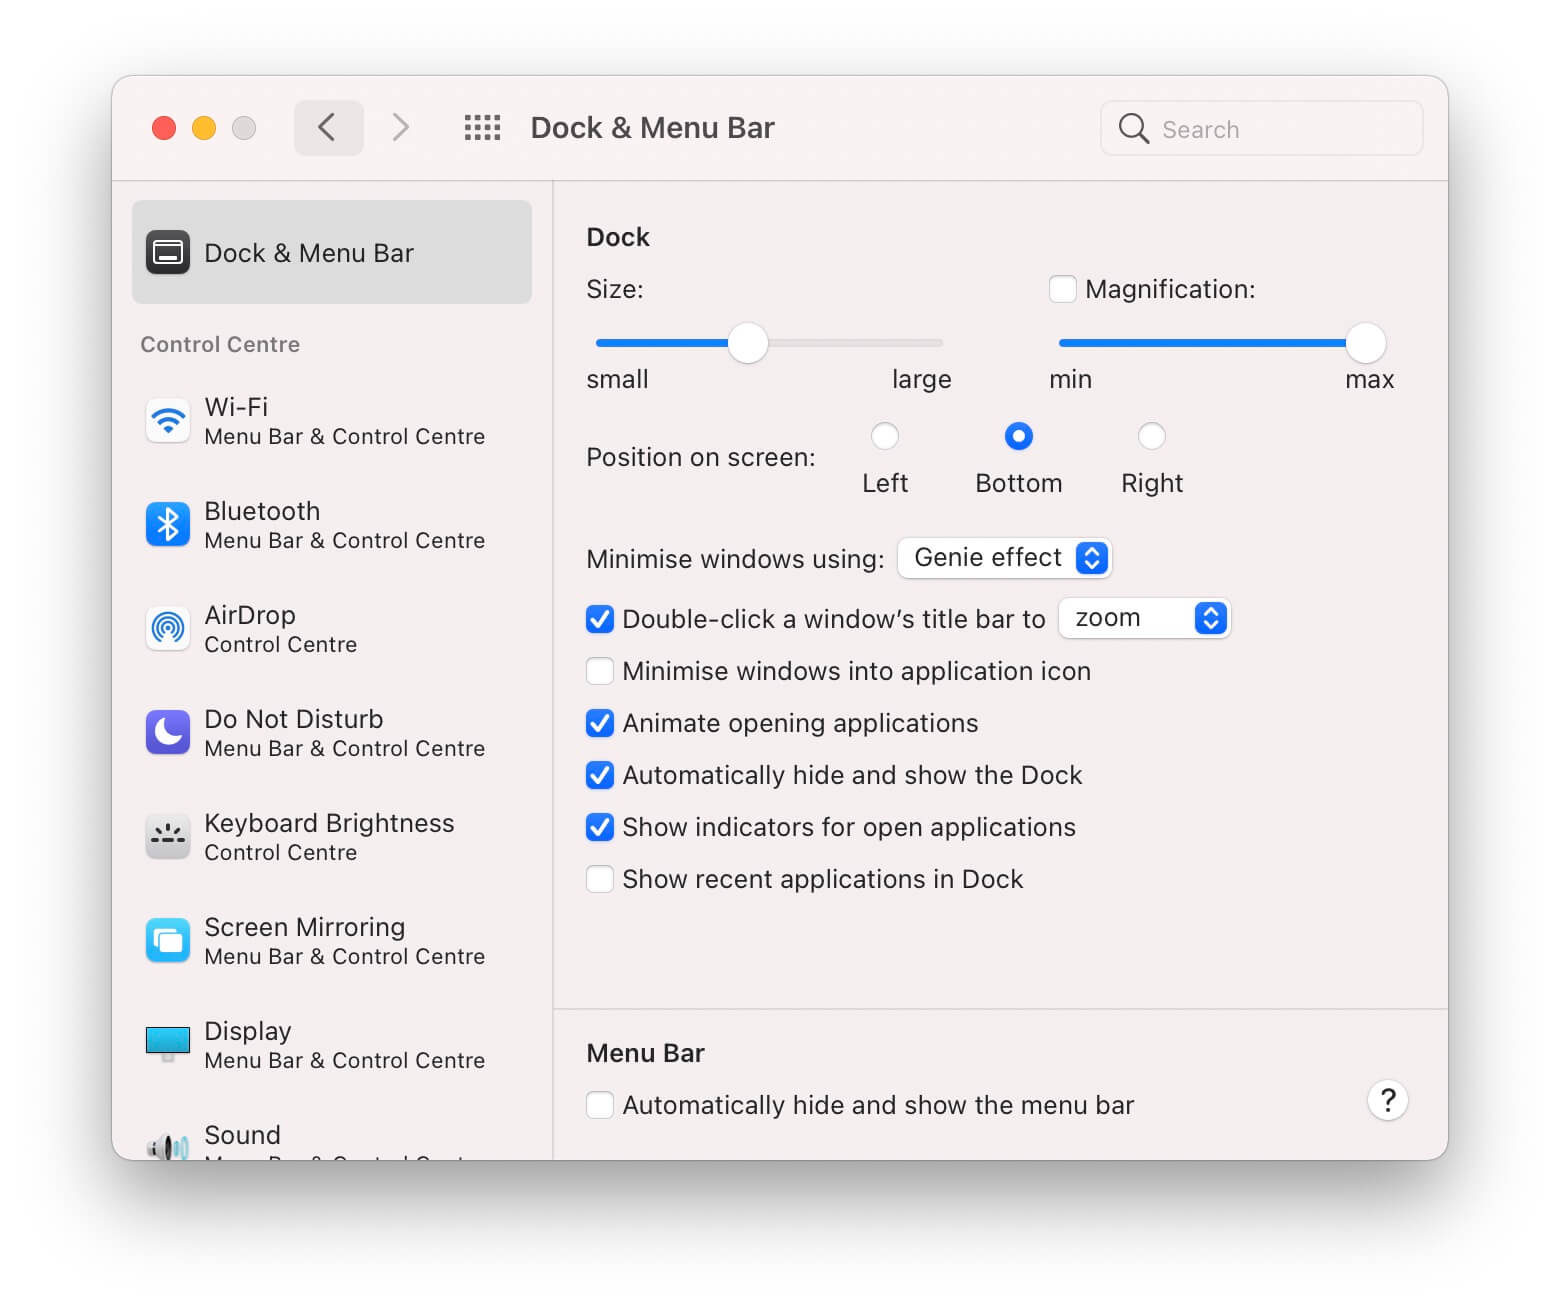 Dock & Menu Bar
Search
Dock & Menu Bar
Control Centre
Wi-Fi
Menu Bar & Control Centre
Bluetooth
Menu Bar & Control Centre
AirDrop
Control Centre
Do Not Disturb
Menu Bar & Control Centre
Keyboard Brightness
Control Centre
Screen Mirroring
Menu Bar & Control Centre
Display
Menu Bar & Control Centre
Sound
Dock
Size:
Magnification:
small large
min max
Position on screen:
Left Bottom Right
Minimise windows using: Genie effect
Double-click a window’s title bar to zoom
Minimise windows into application icon
Animate opening applications
Automatically hide and show the Dock
Show indicators for open applications
Show recent applications in Dock
Menu Bar
Automatically hide and show the menu bar
?